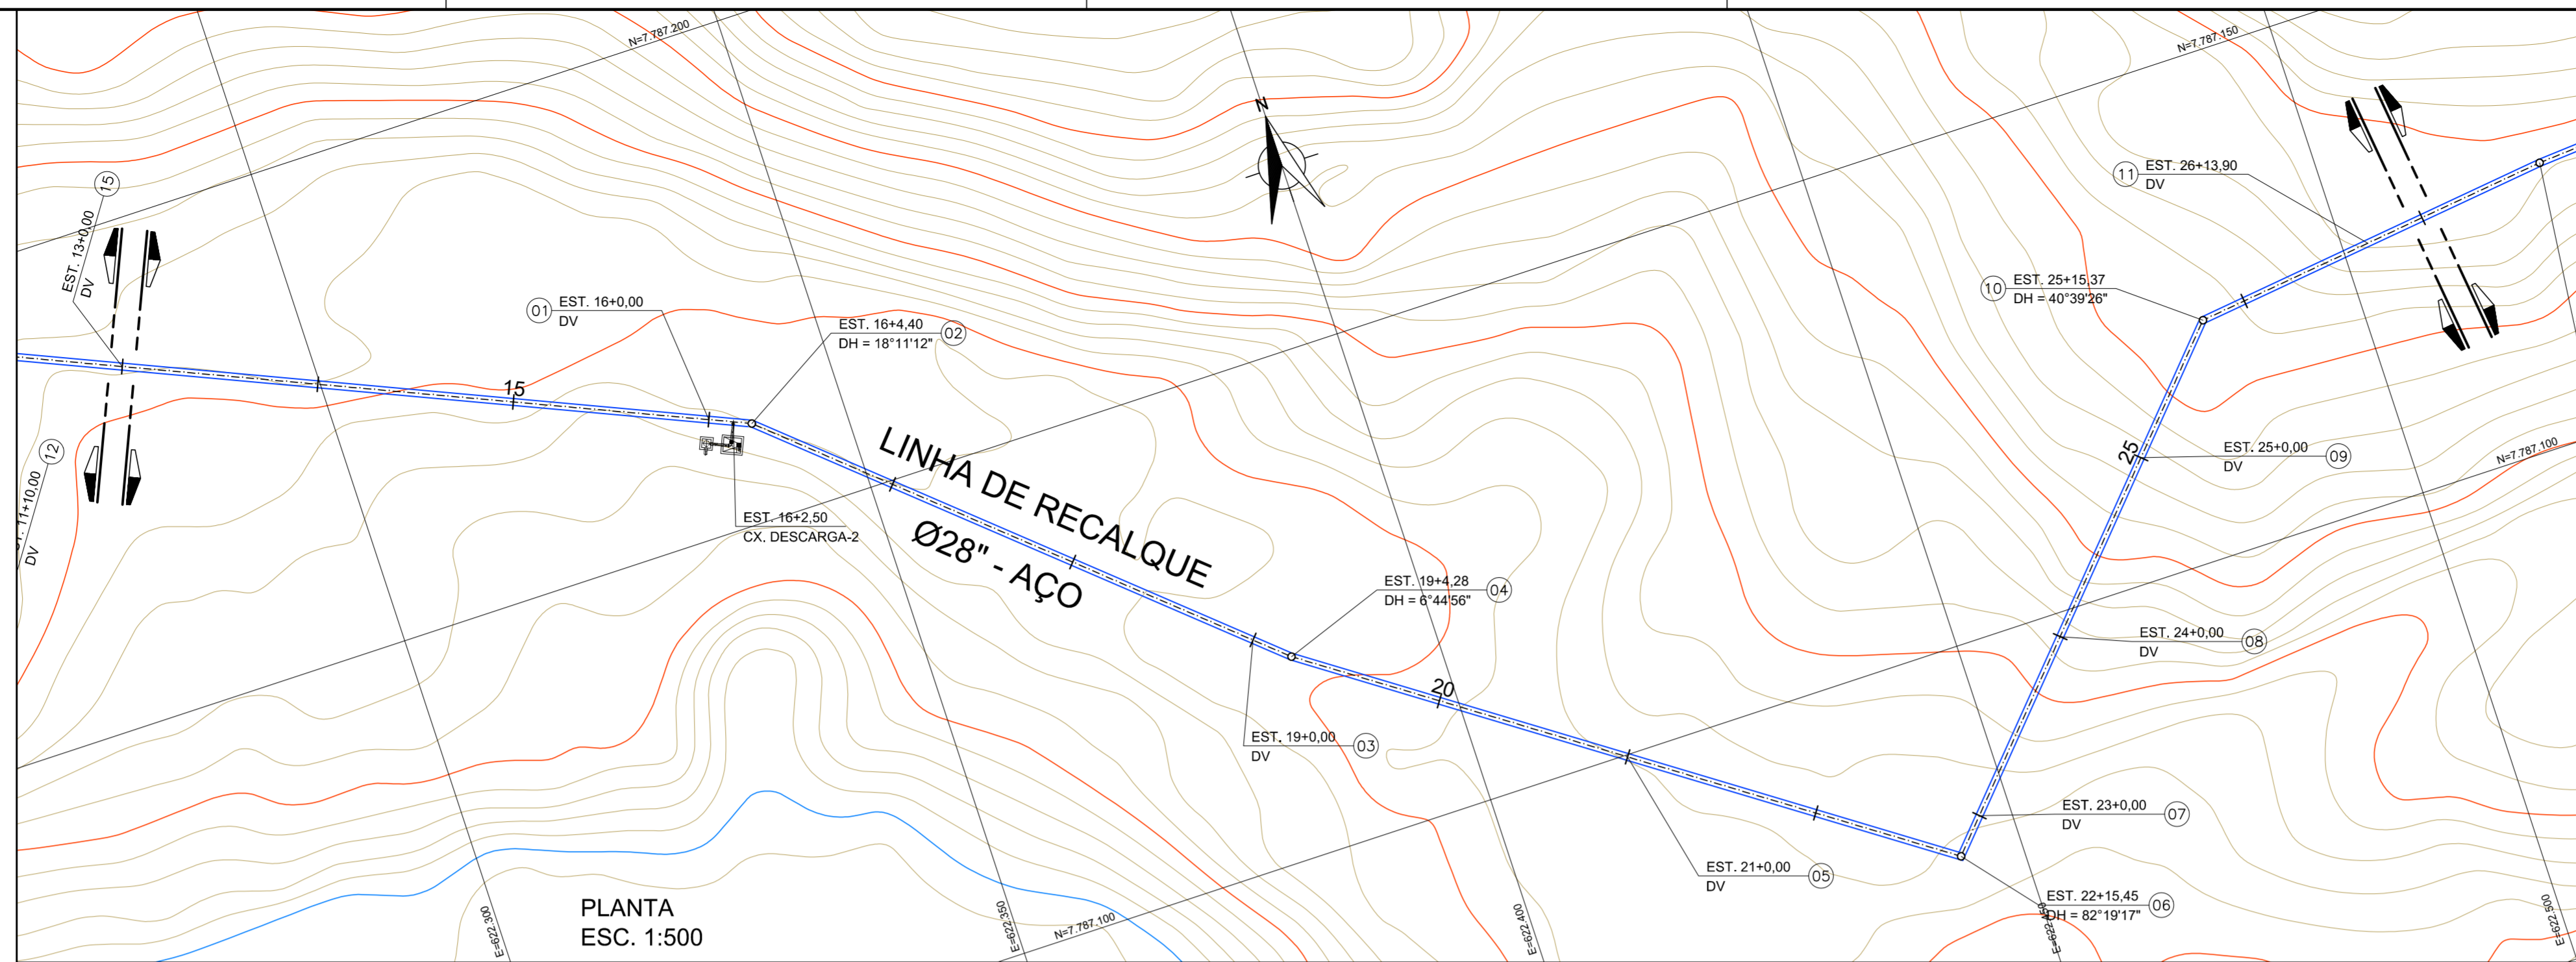 N=7.787.200
N=7.787.150
N
15
EST. 13+0,00
DV
11
EST. 26+13,90
DV
01
EST. 16+0,00
DV
EST. 16+4,40
DH = 18°11'12"
02
10
EST. 25+15,37
DH = 40°39'26"
15
12
11+10,00
DV
LINHA DE RECALQUE
Ø28" - AÇO
EST. 16+2,50
CX. DESCARGA-2
25
EST. 25+0,00
DV
09
N=7.787.100
EST. 19+4,28
DH = 6°44'56"
04
EST. 24+0,00
DV
08
20
EST. 19+0,00
DV
03
EST. 23+0,00
DV
07
EST. 21+0,00
DV
05
EST. 22+15,45
DH = 82°19'17"
06
PLANTA
ESC. 1:500
E=622.300
E=622.350
N=7.787.100
E=622.400
E=622.450
E=622.500